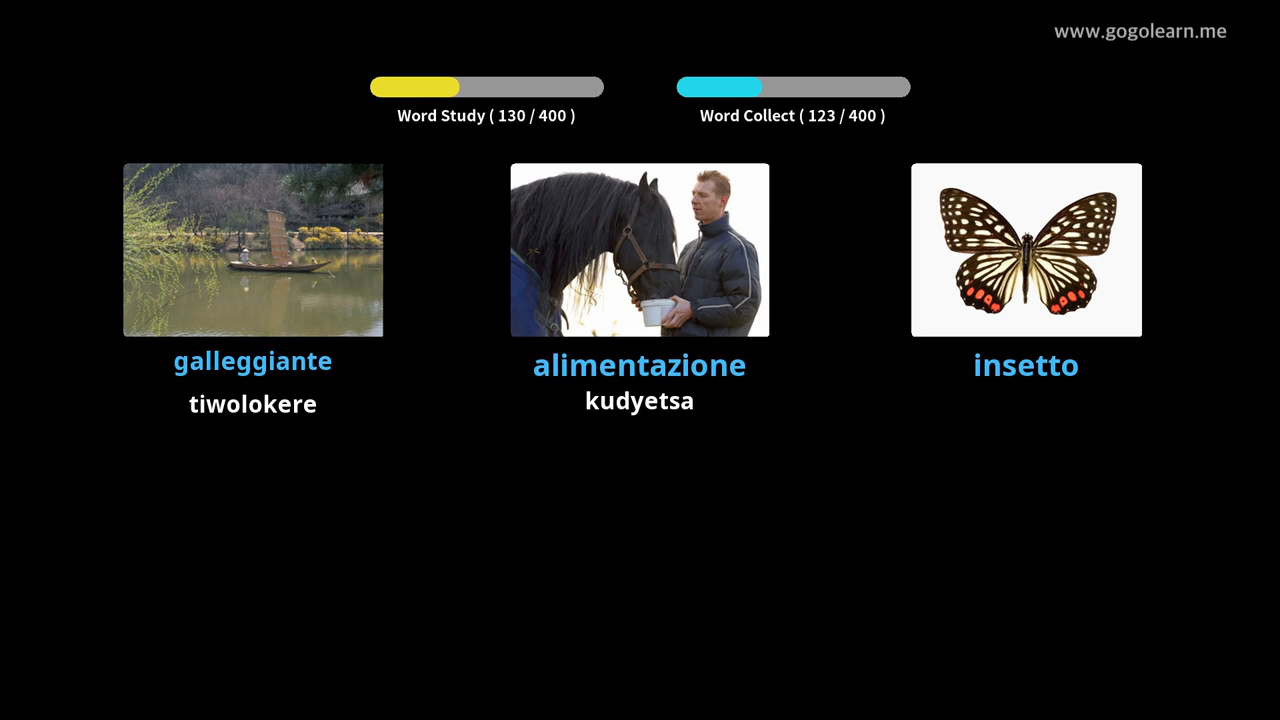 www.gogolearn.me
Word Study ( 130 / 400 )
Word Collect ( 123 / 400 )
galleggiante
tiwolokere
alimentazione
kudyetsa
insetto